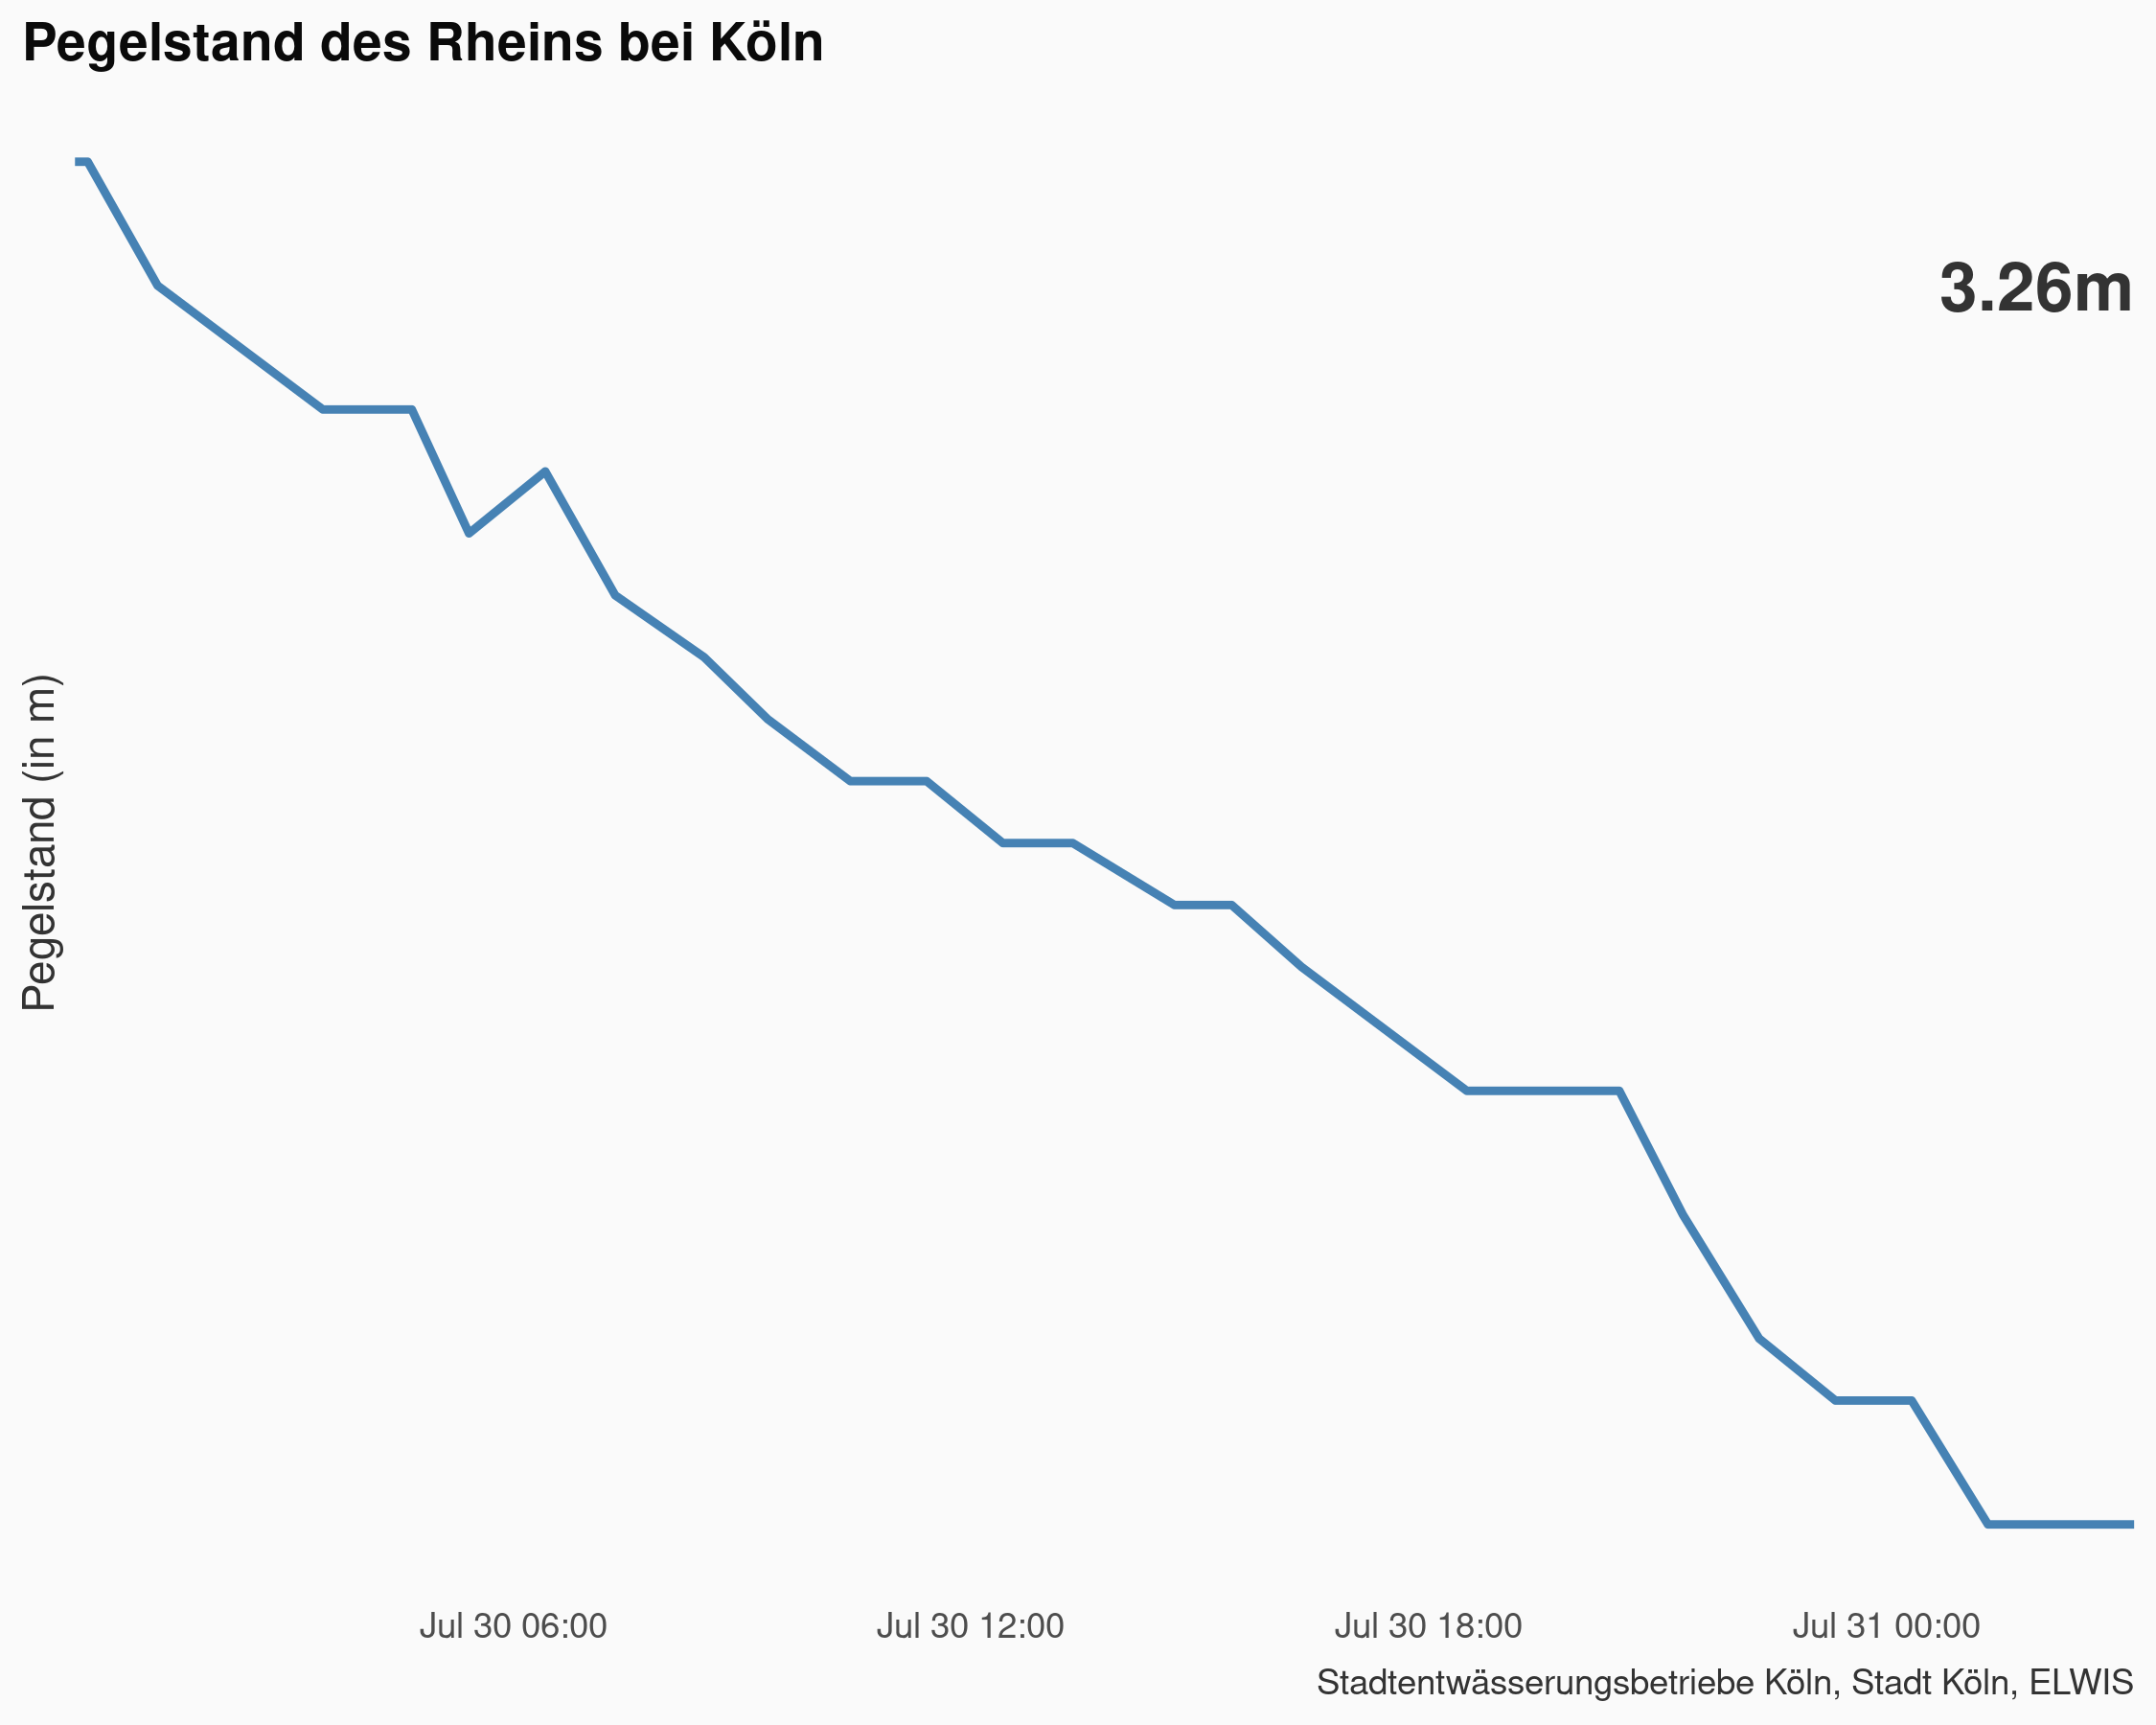 Pegelstand des Rheins bei Köln
3.26m
Pegelstand (in m)
Jul 30 06:00
Jul 30 12:00
Jul 30 18:00
Jul 31 00:00
Stadtentwässerungsbetriebe Köln, Stadt Köln, ELWIS